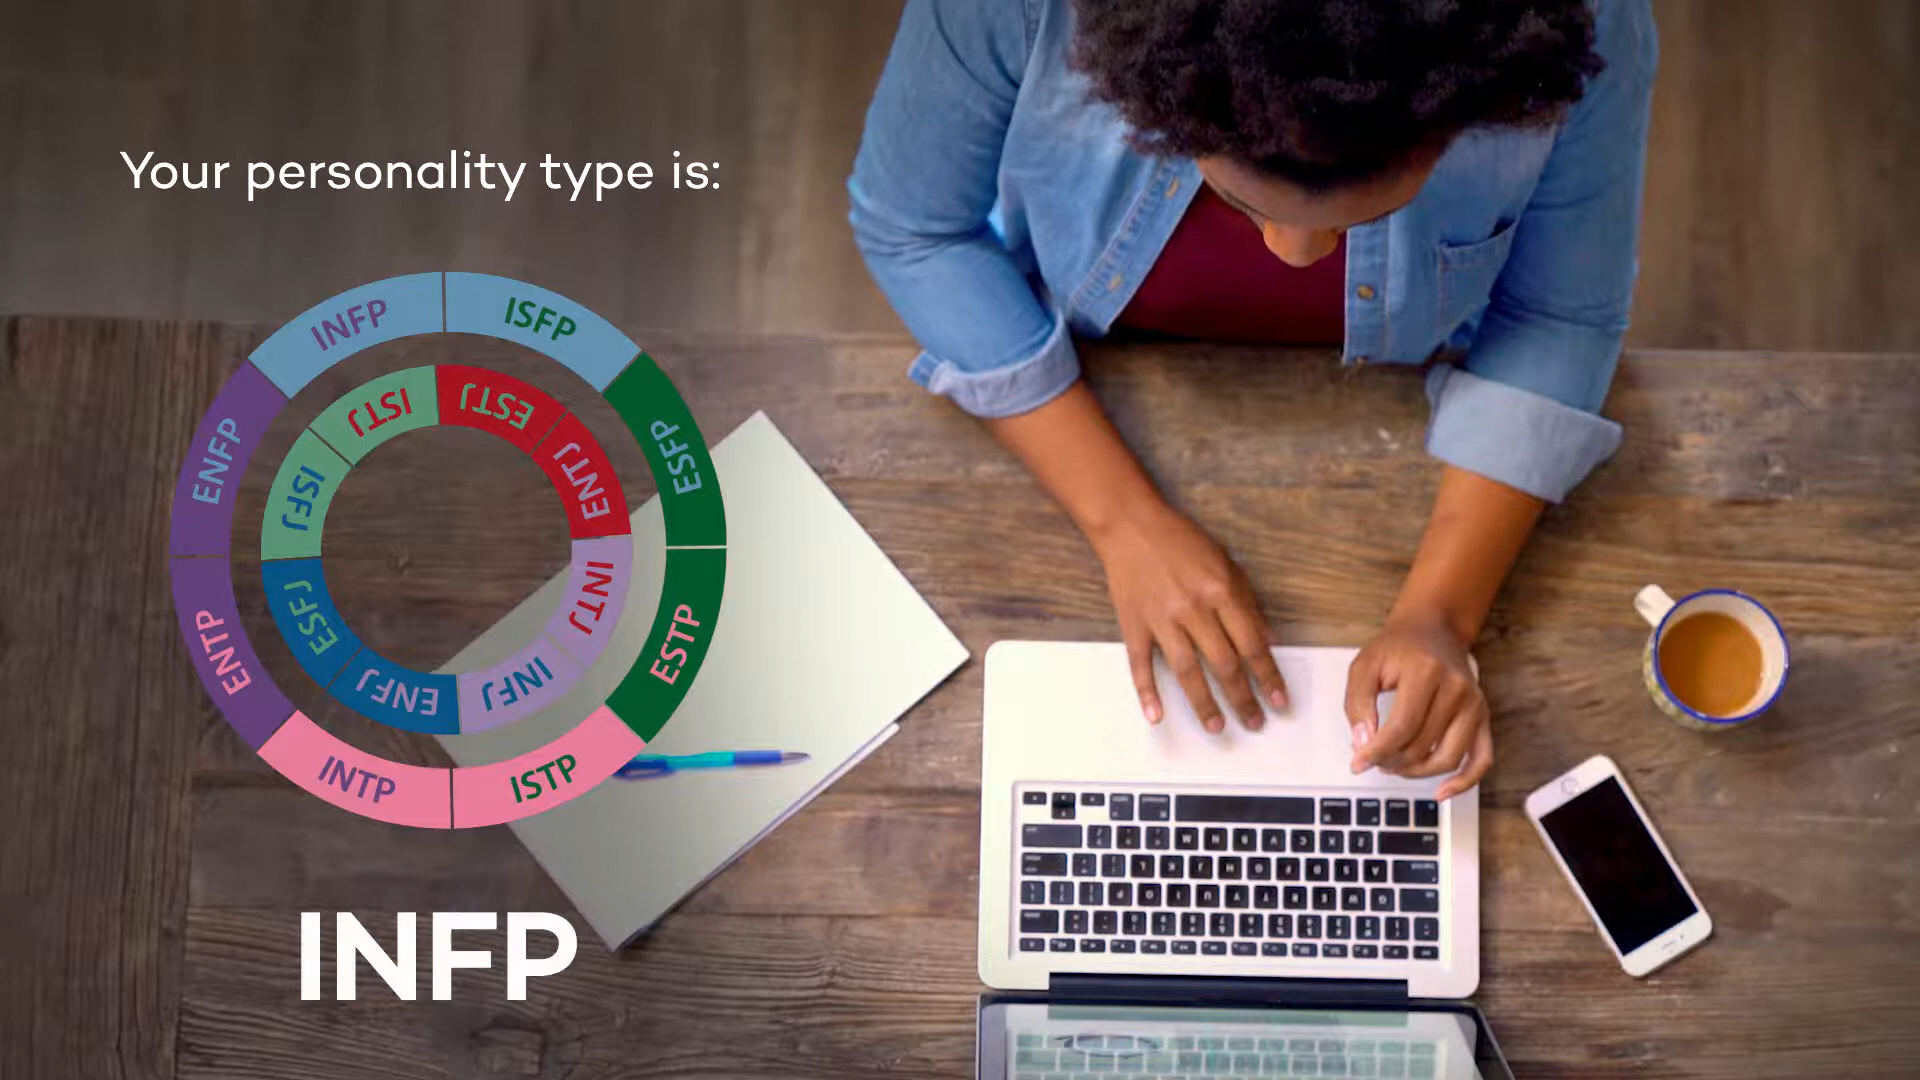 Your personality type is:
INFP
ISFP
ENFP
ESFP
ISTJ
ESTJ
ISFJ
ENTJ
ESFJ
INTJ
ENFJ
INFJ
ENTP
ESTP
INTP
ISTP
INFP